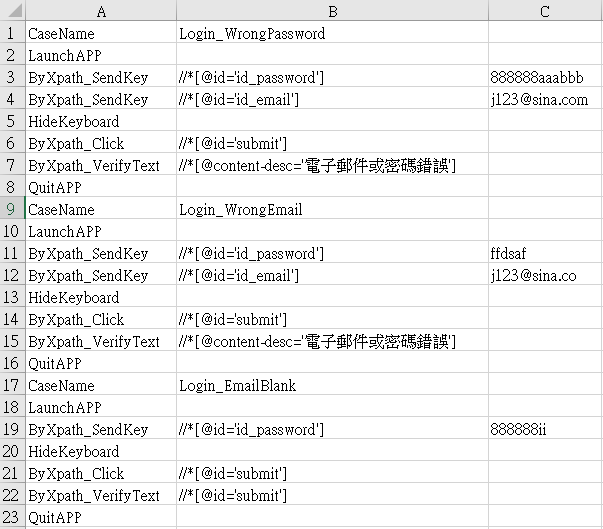 A B C
1 CaseName Login_WrongPassword
2 LaunchAPP
3 ByXpath_SendKey //*[@id='id_password'] 888888aaabbb
4 ByXpath_SendKey //*[@id='id_email'] j123@sina.com
5 HideKeyboard
6 ByXpath_Click //*[@id='submit']
7 ByXpath_VerifyText //*[@content-desc='電子郵件或密碼錯誤']
8 QuitAPP
9 CaseName Login_WrongEmail
10 LaunchAPP
11 ByXpath_SendKey //*[@id='id_password'] ffdsaf
12 ByXpath_SendKey //*[@id='id_email'] j123@sina.co
13 HideKeyboard
14 ByXpath_Click //*[@id='submit']
15 ByXpath_VerifyText //*[@content-desc='電子郵件或密碼錯誤']
16 QuitAPP
17 CaseName Login_EmailBlank
18 LaunchAPP
19 ByXpath_SendKey //*[@id='id_password'] 888888ii
20 HideKeyboard
21 ByXpath_Click //*[@id='submit']
22 ByXpath_VerifyText //*[@id='submit']
23 QuitAPP